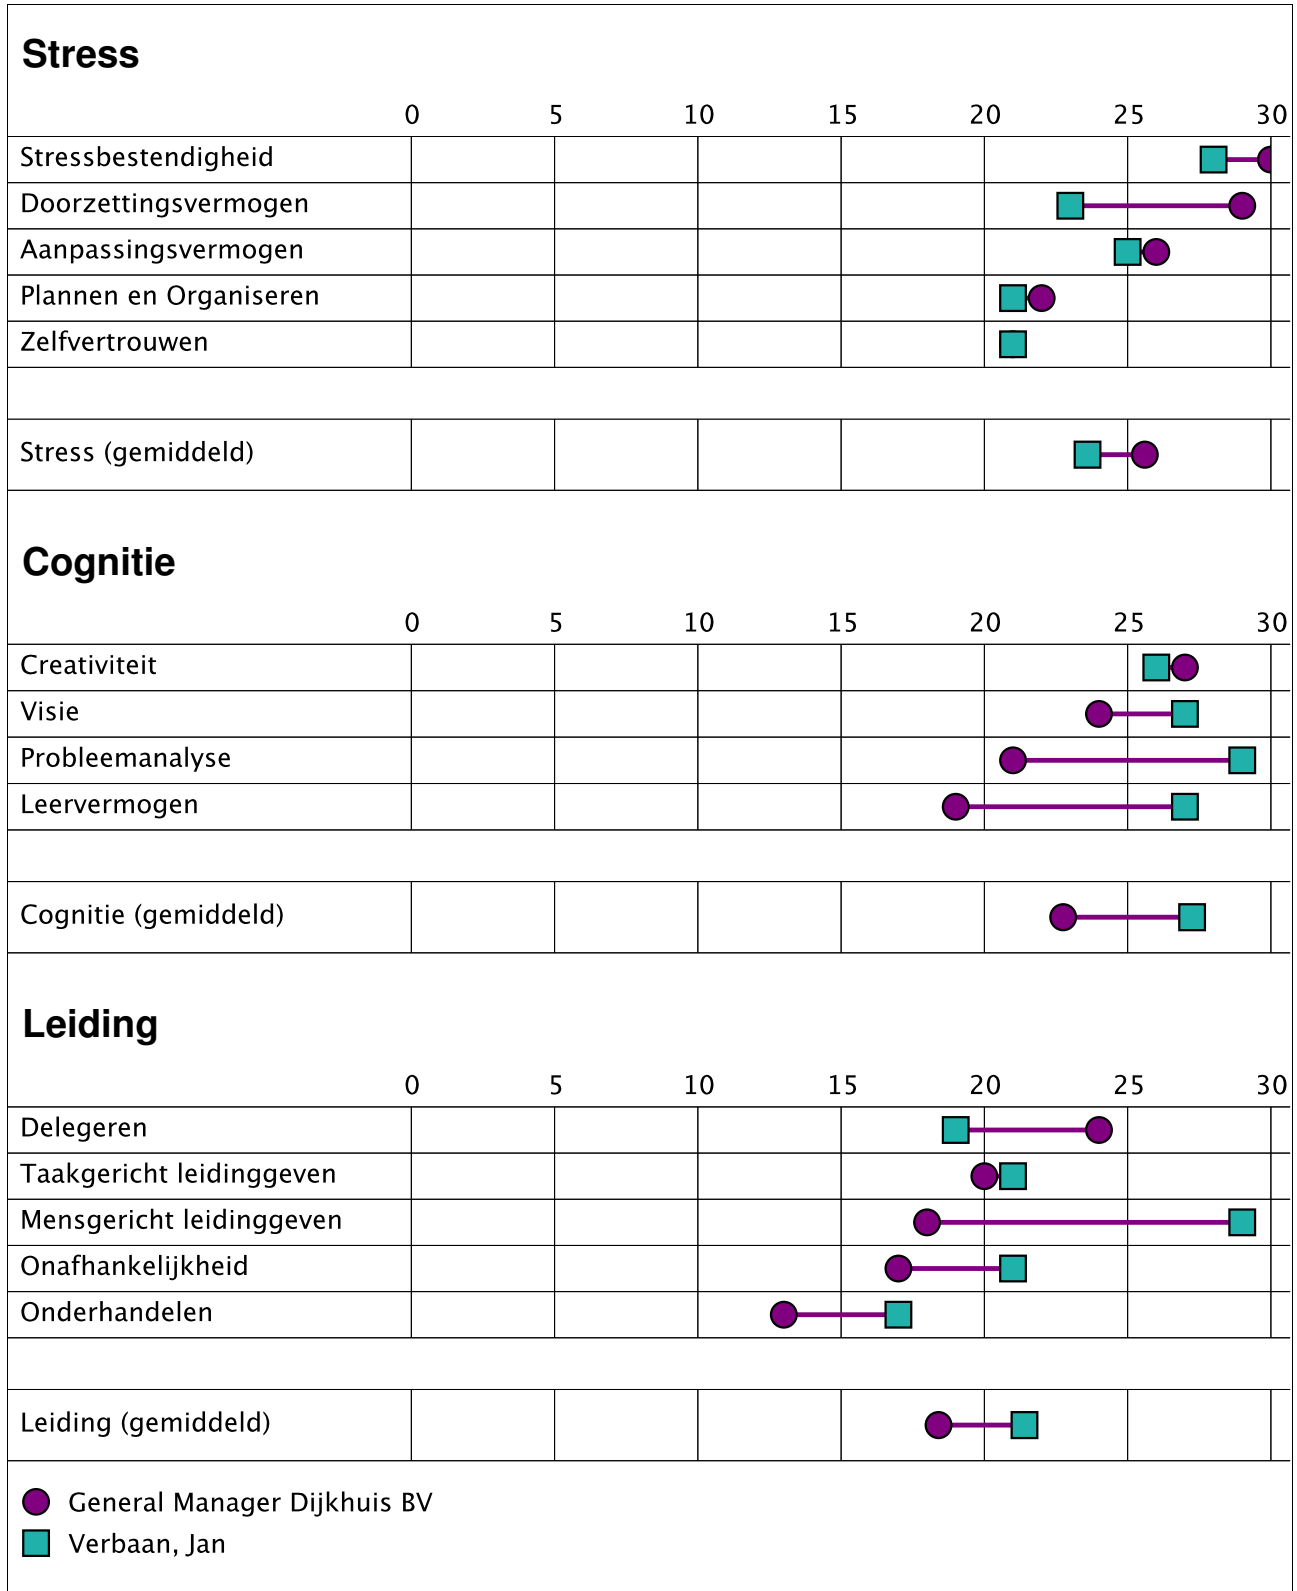 Stress
0 5 10 15 20 25 30
Stressbestendigheid
Doorzettingsvermogen
Aanpassingsvermogen
Plannen en Organiseren
Zelfvertrouwen
Stress (gemiddeld)
Cognitie
0 5 10 15 20 25 30
Creativiteit
Visie
Probleemanalyse
Leervermogen
Cognitie (gemiddeld)
Leiding
0 5 10 15 20 25 30
Delegeren
Taakgericht leidinggeven
Mensgericht leidinggeven
Onafhankelijkheid
Onderhandelen
Leiding (gemiddeld)
General Manager Dijkhuis BV
Verbaan, Jan